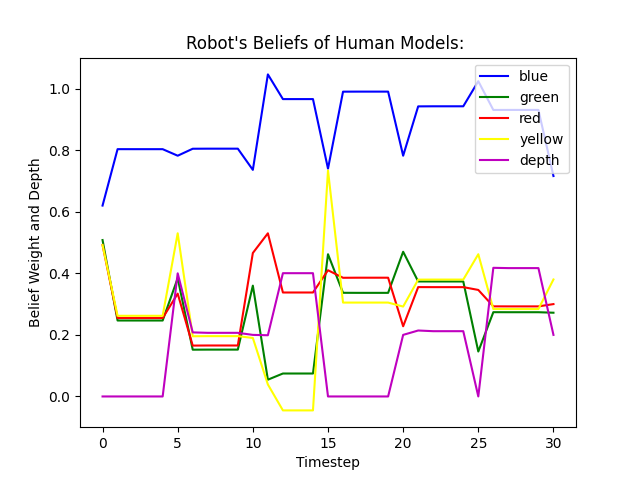 Robot's Beliefs of Human Models:
1.0
0.8
0.6
0.4
0.2
0.0
Belief Weight and Depth
blue
green
red
yellow
depth
0 5 10 15 20 25 30
Timestep